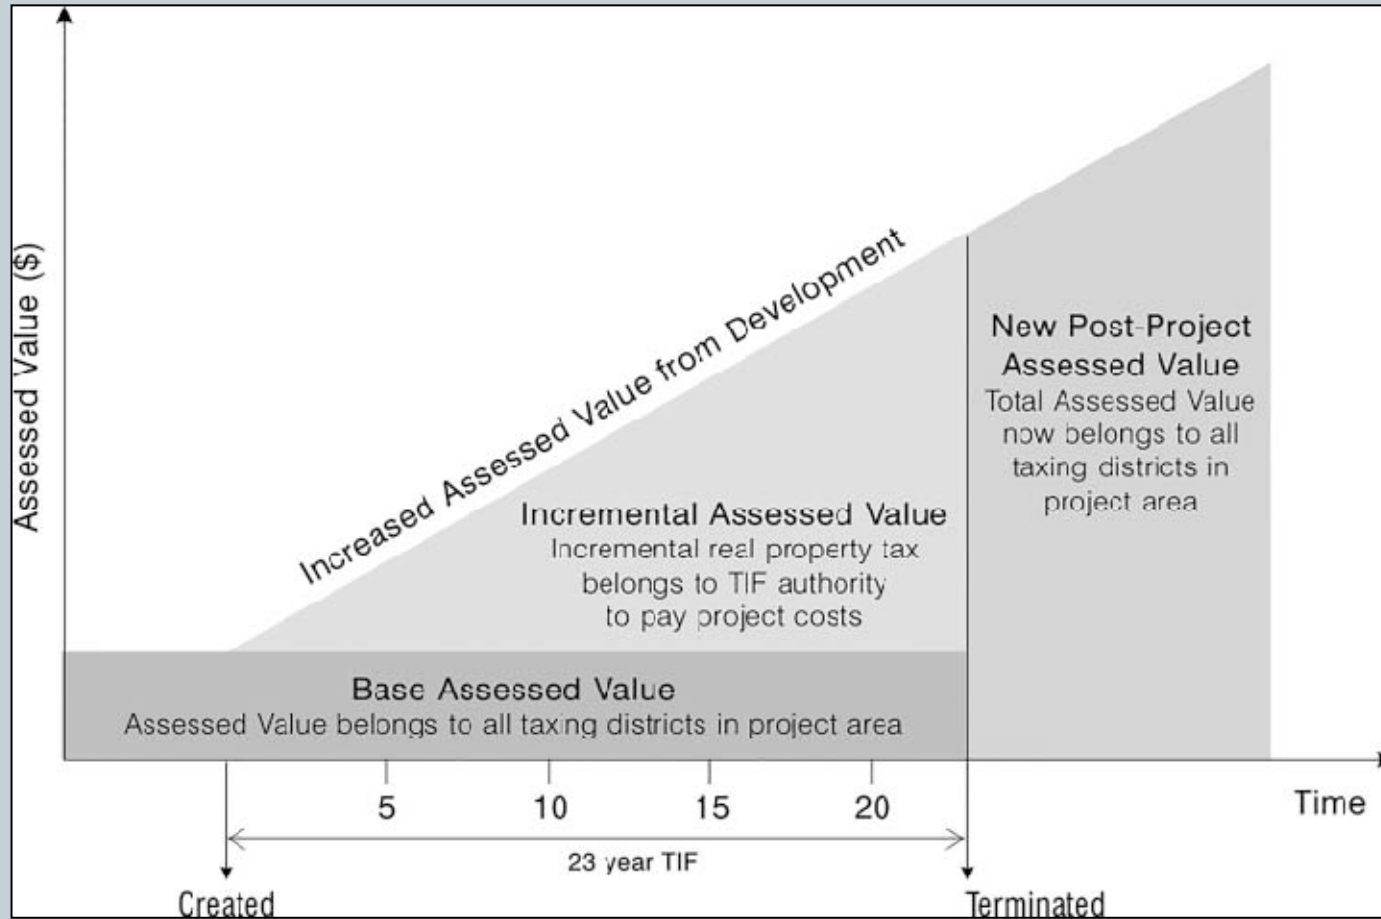 Assessed Value ($)
Increased Assessed Value from Development
New Post-Project
Assessed Value
Total Assessed Value
now belongs to all
taxing districts in
project area
Incremental Assessed Value
Incremental real property tax
belongs to TIF authority
to pay project costs
Base Assessed Value
Assessed Value belongs to all taxing districts in project area
5 10 15 20 Time
23 year TIF
Created Terminated